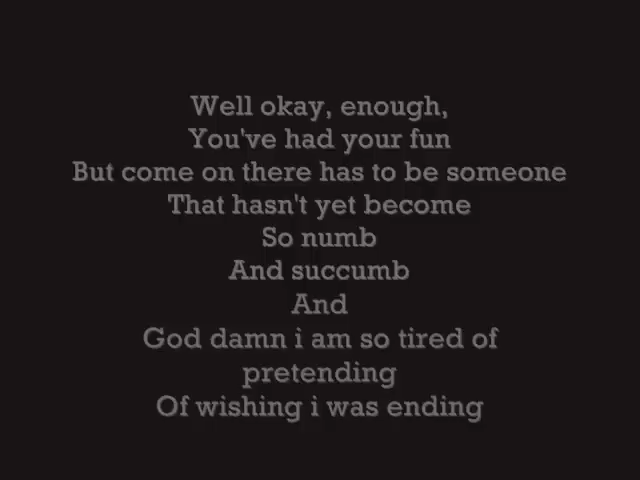 Well okay, enough,
You've had your fun
But come on there has to be someone
That hasn't yet become
So numb
And succumb
And
God damn i am so tired of
pretending
Of wishing i was ending